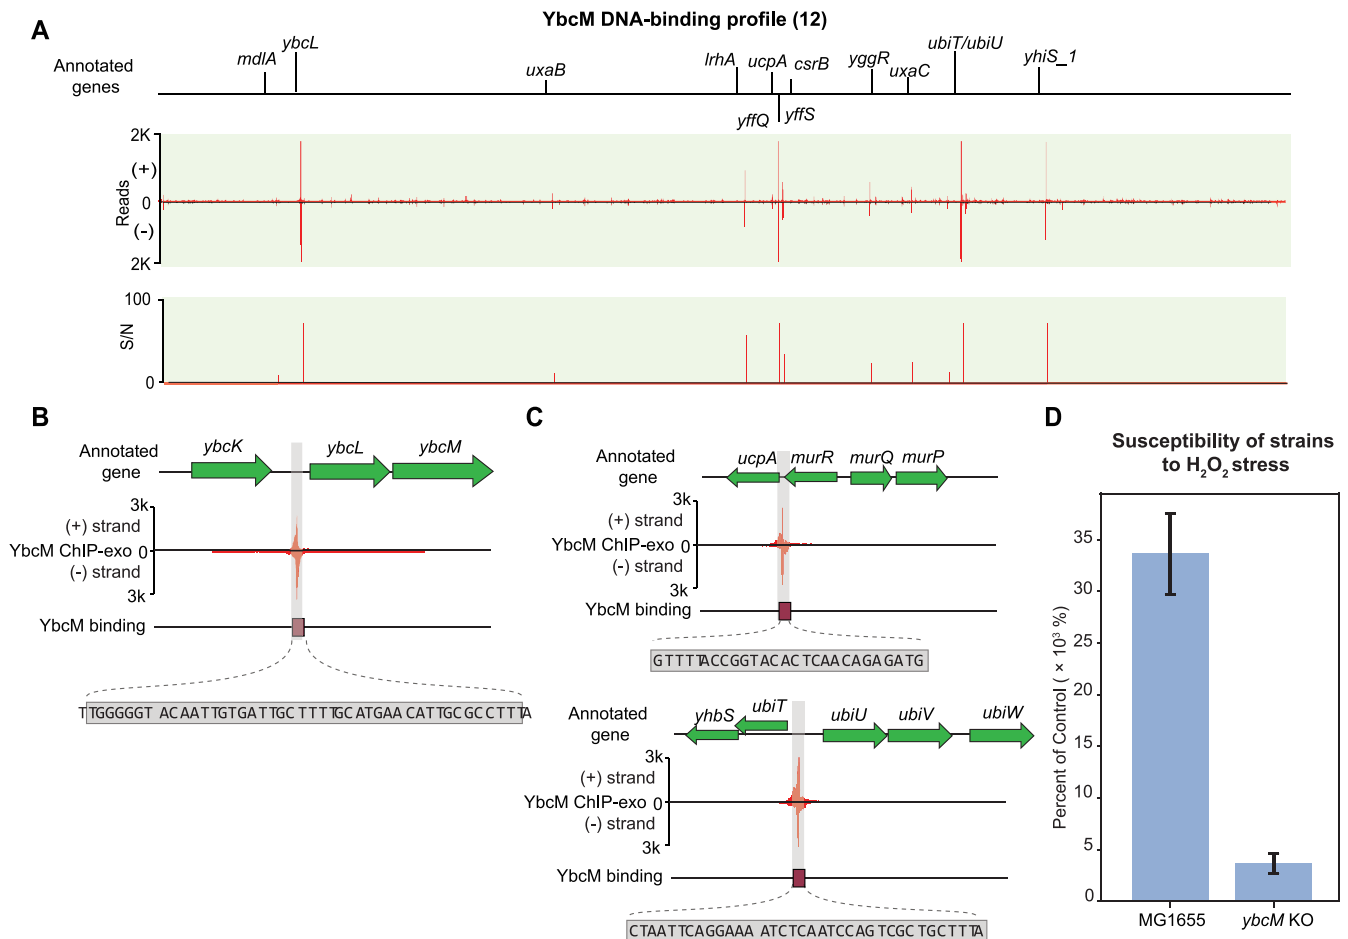 YbcM DNA-binding profile (12)
A
Annotated genes
mdlA
ybcL
uxaB
lrhA
ucpA
csrB
yggR
uxaC
ubiT/ubiU
yhiS_1
yffQ
yffS
2K
(+)
Reads
0
(-)
2K
100
S/N
0
B
Annotated gene
ybcK
ybcL
ybcM
3k
(+) strand
YbcM ChIP-exo 0
(-) strand
3k
YbcM binding
TTGGGGGT ACAATTGTGATTGCTTTTGCATGAACATTGCGCCTTTA
C
Annotated gene
ucpA
murR
murQ
murP
3k
(+) strand
YbcM ChIP-exo 0
(-) strand
3k
YbcM binding
GTTTTACCGGTACACTCAACAGAGATG
Annotated gene
yhbS
ubiT
ubiU
ubiV
ubiW
3k
(+) strand
YbcM ChIP-exo 0
(-) strand
3k
YbcM binding
CTAATTCAGGAAA ATCTCAATCCAGTCGCTGCTTTA
D
Susceptibility of strains
to H₂O₂ stress
Percent of Control ( × 10³ %)
35
30
25
20
15
10
5
0
MG1655
ybcM KO